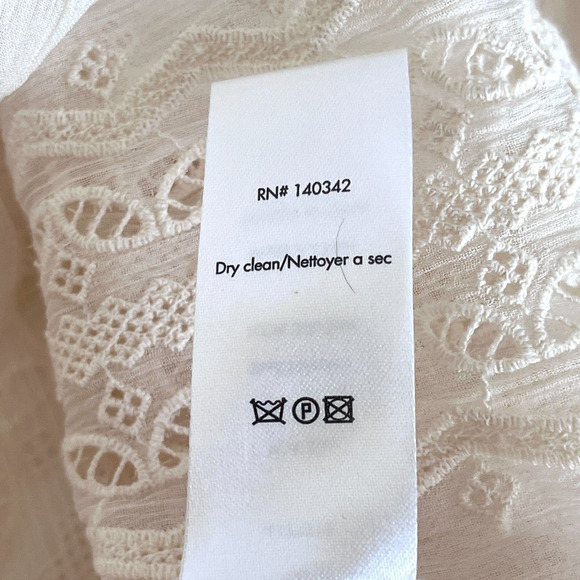 RN# 140342
Dry clean/Nettoyer a sec
P